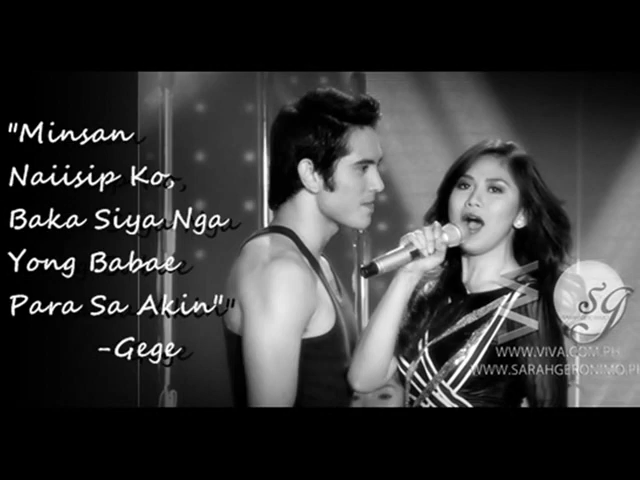 "Minsan
Naiisip Ko,
Baka Siya Nga
Yong Babae
Para Sa Akin"
-Gege
sg
WWW.VIVA.COM.PH
WWW.SARAHGERONIMO.P